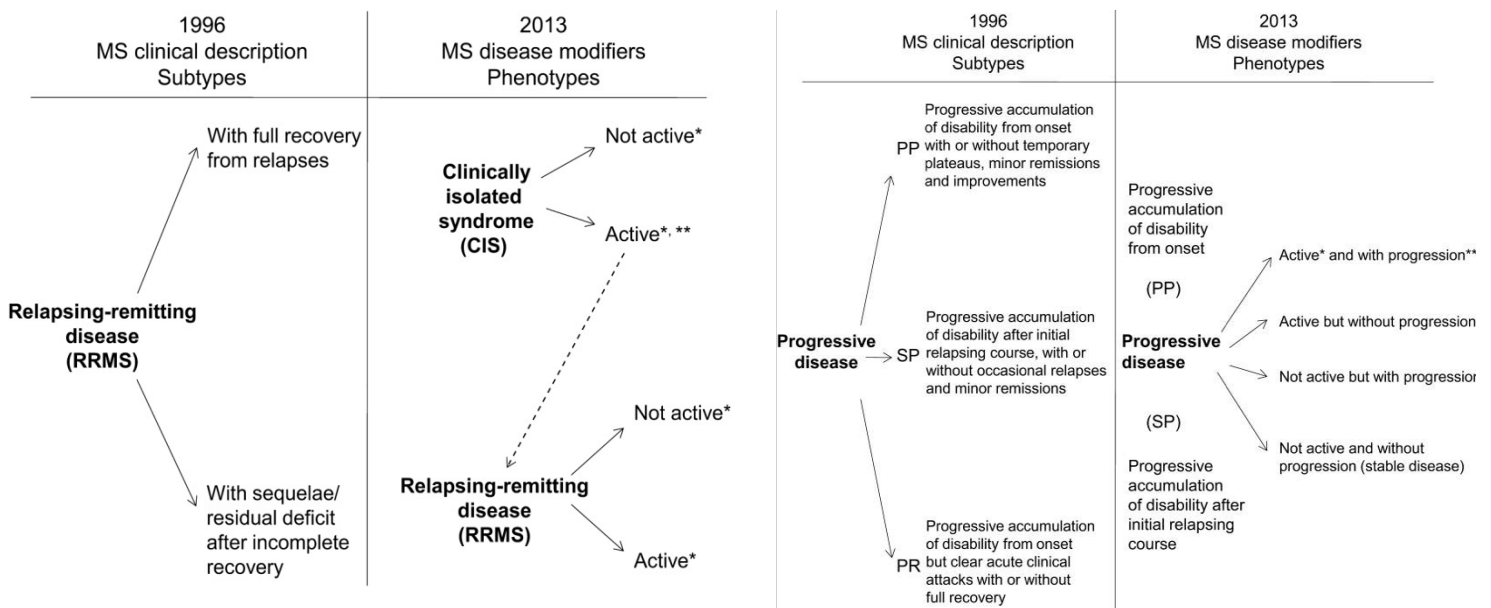 1996
MS clinical description
Subtypes
2013
MS disease modifiers
Phenotypes
With full recovery
from relapses
Relapsing-remitting
disease
(RRMS)
With sequelae/
residual deficit
after incomplete
recovery
Clinically
isolated
syndrome
(CIS)
Not active*
Active*, **
Relapsing-remitting
disease
(RRMS)
Not active*
Active*
1996
MS clinical description
Subtypes
2013
MS disease modifiers
Phenotypes
Progressive
disease
PP
Progressive accumulation
of disability from onset
with or without temporary
plateaus, minor remissions
and improvements
SP
Progressive accumulation
of disability after initial
relapsing course, with or
without occasional relapses
and minor remissions
PR
Progressive accumulation
of disability from onset
but clear acute clinical
attacks with or without
full recovery
Progressive
accumulation
of disability
from onset
(PP)
Progressive
disease
(SP)
Progressive
accumulation
of disability after
initial relapsing
course
Active* and with progression**
Active but without progression
Not active but with progression
Not active and without
progression (stable disease)